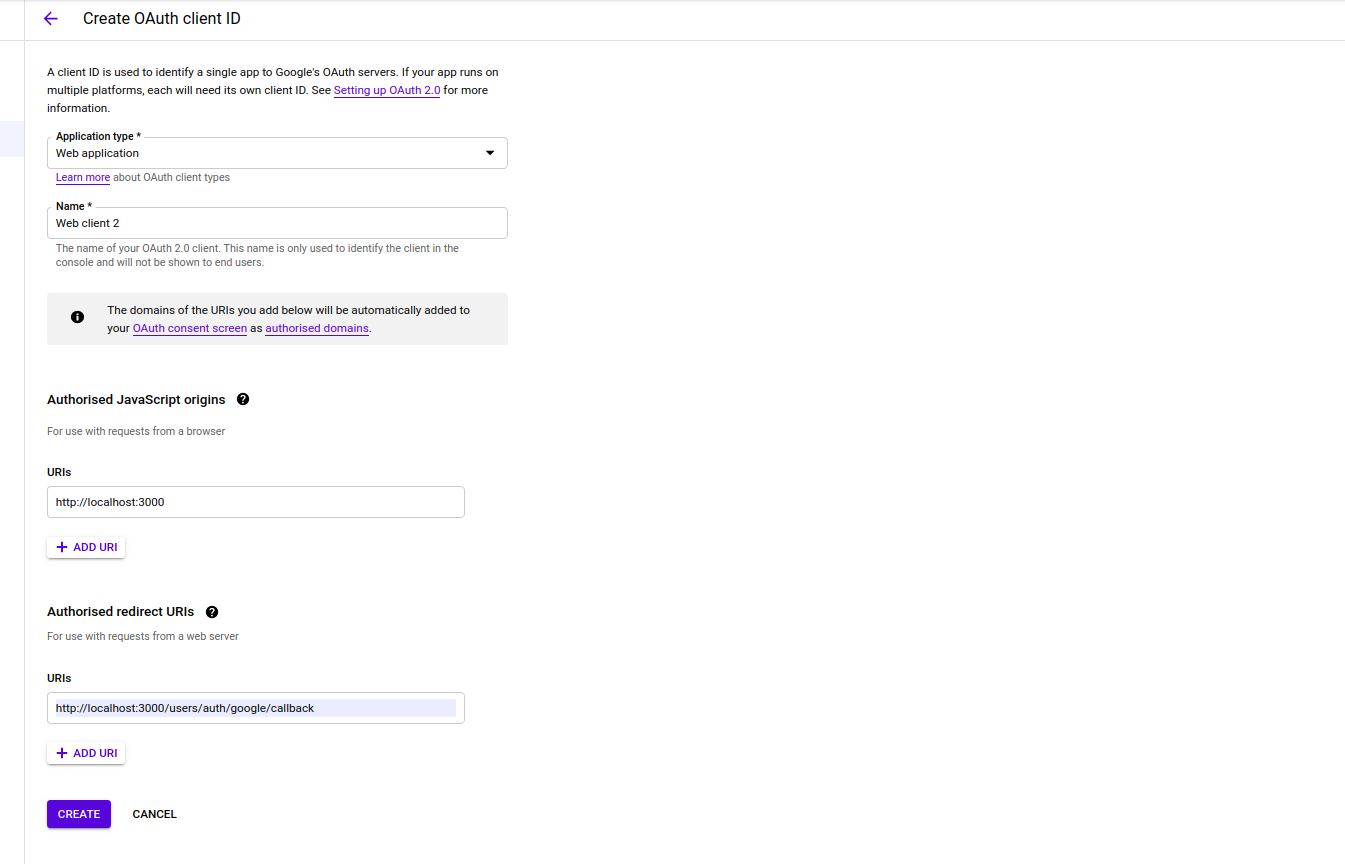 Create OAuth client ID
A client ID is used to identify a single app to Google's OAuth servers. If your app runs on
multiple platforms, each will need its own client ID. See Setting up OAuth 2.0 for more
information.
Application type *
Web application
Learn more about OAuth client types
Name *
Web client 2
The name of your OAuth 2.0 client. This name is only used to identify the client in the
console and will not be shown to end users.
The domains of the URIs you add below will be automatically added to
your OAuth consent screen as authorised domains.
Authorised JavaScript origins
For use with requests from a browser
URIs
http://localhost:3000
ADD URI
Authorised redirect URIs
For use with requests from a web server
URIs
http://localhost:3000/users/auth/google/callback
ADD URI
CREATE CANCEL